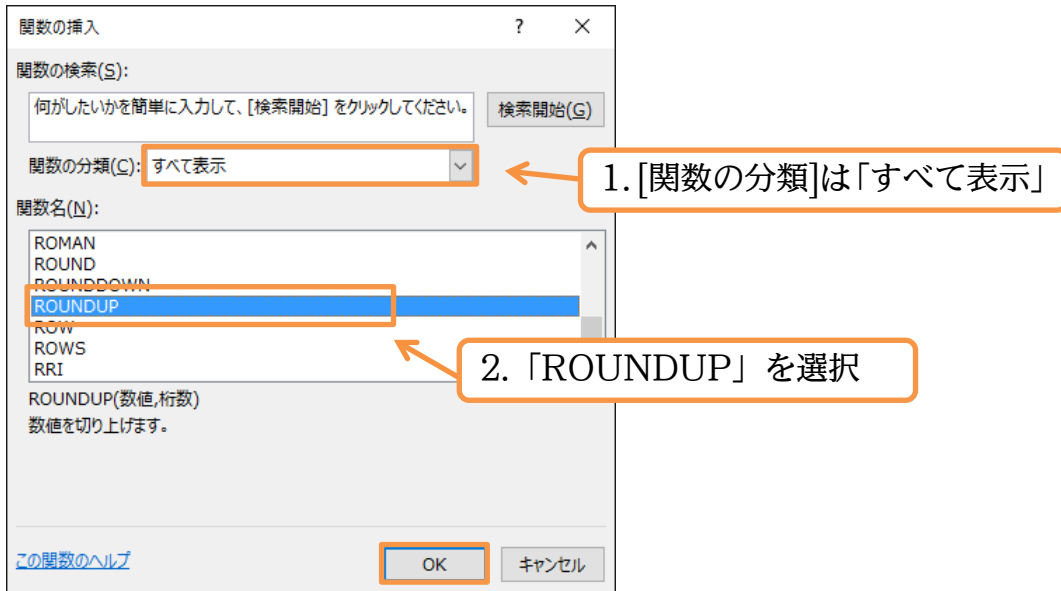 関数の挿入
?
関数の検索(S):
何がしたいかを簡単に入力して、[検索開始] をクリックしてください。
検索開始(G)
関数の分類(C):
すべて表示
1.[関数の分類]は「すべて表示」
関数名(N):
ROMAN
ROUND
ROUNDDOWN
ROUNDUP
ROW
ROWS
RRI
2.「ROUNDUP」を選択
ROUNDUP(数値,桁数)
数値を切り上げます。
この関数のヘルプ
OK
キャンセル